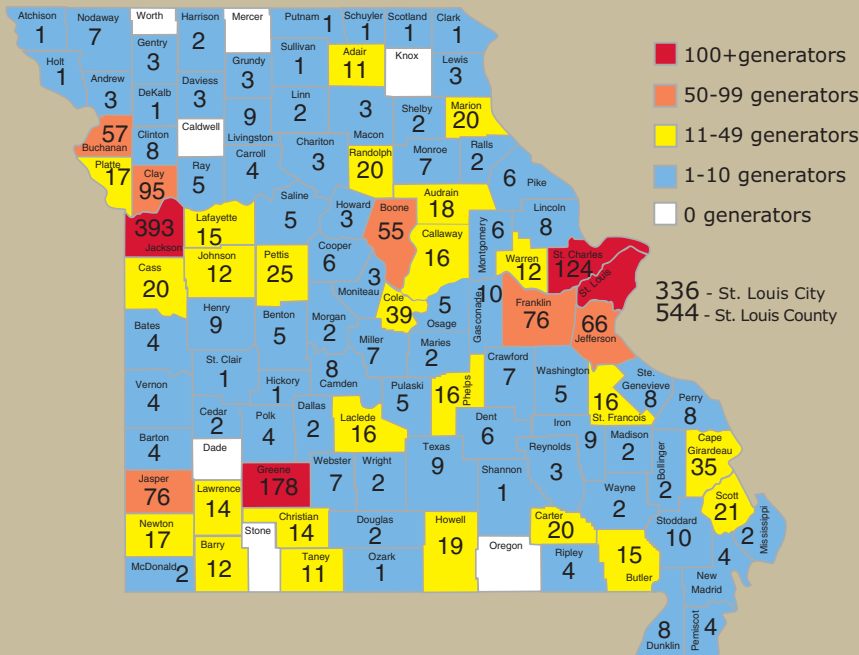 Atchison
1
Nodaway
7
Worth
Harrison
2
Mercer
Putnam 1
Schuyler
1
Scotland
1
Clark
1
Holt
1
Gentry
3
Sullivan
1
Adair
11
Knox
Lewis
3
Andrew
3
DeKalb
1
Daviess
3
Grundy
3
Linn
2
3
Macon
Shelby
2
Marion
20
57
Buchanan
Clinton
8
Caldwell
9
Livingston
Chariton
3
Randolph
20
Monroe
7
Ralls
2
Platte
17
Clay
95
Ray
5
Carroll
4
Saline
5
Howard
3
Boone
55
Audrain
18
6 Pike
393
Jackson
Lafayette
15
Cooper
6
Callaway
16
Montgomery
6
Lincoln
8
Cass
20
Johnson
12
Pettis
25
3
Moniteau
Cole
39
5
Osage
Gasconade
10
Warren
12
St. Charles
124
St. Louis
Franklin
76
66
Jefferson
Bates
4
Henry
9
Benton
5
Morgan
2
Miller
7
Maries
2
Crawford
7
Washington
5
Ste.
Genevieve
8
Perry
8
Vernon
4
St. Clair
1
Hickory
1
8
Camden
Pulaski
5
16
Phelps
Dent
6
Iron
9
16
St. Francois
Madison
2
Bollinger
2
Cape
Girardeau
35
Barton
4
Cedar
2
Polk
4
Dallas
2
Laclede
16
Texas
9
Shannon
1
Reynolds
3
Wayne
2
Scott
21
Mississippi
2
Jasper
76
Dade
Greene
178
Webster
7
Wright
2
Newton
17
Lawrence
14
Christian
14
Douglas
2
Howell
19
Carter
20
Stoddard
10
4
New
Madrid
McDonald 2
Barry
12
Stone
Taney
11
Ozark
1
Oregon
Ripley
4
15
Butler
8
Dunklin
Pemiscot
4
100+generators
50-99 generators
11-49 generators
1-10 generators
0 generators
336 - St. Louis City
544 - St. Louis County